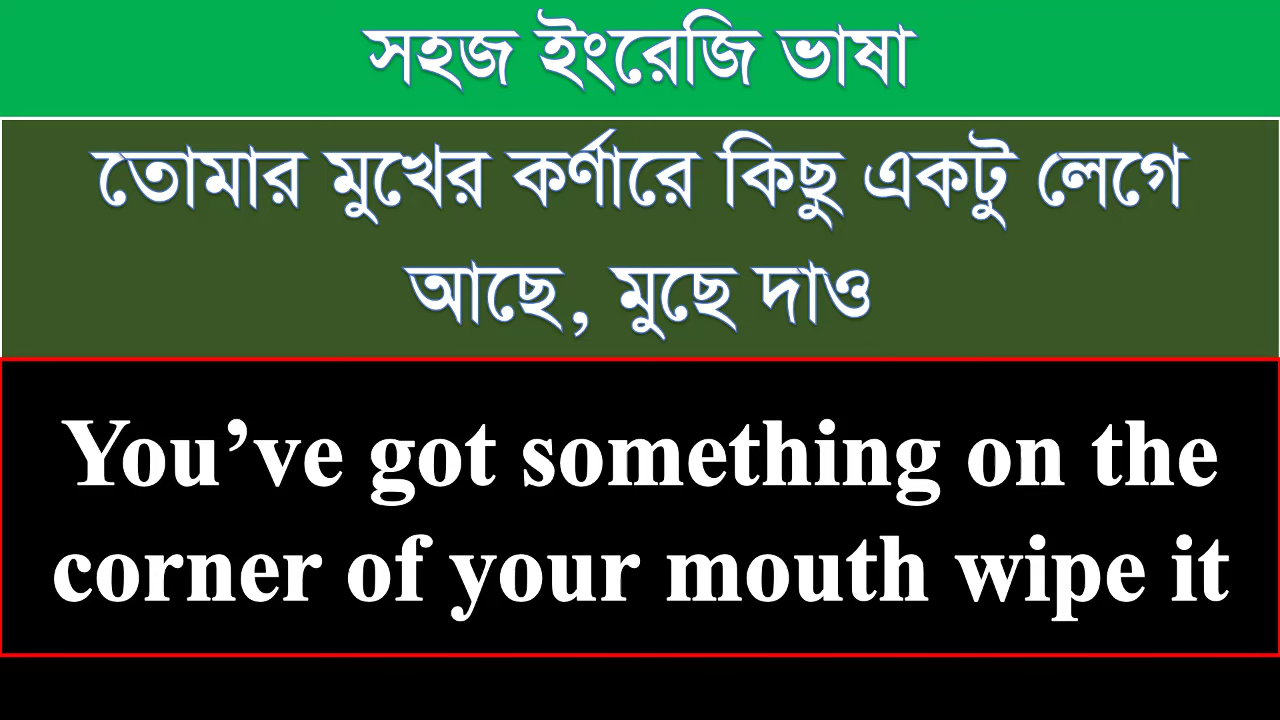 সহজ ইংরেজি ভাষা
তোমার মুখের কর্ণারে কিছু একটু লেগে
আছে, মুছে দাও
You’ve got something on the
corner of your mouth wipe it